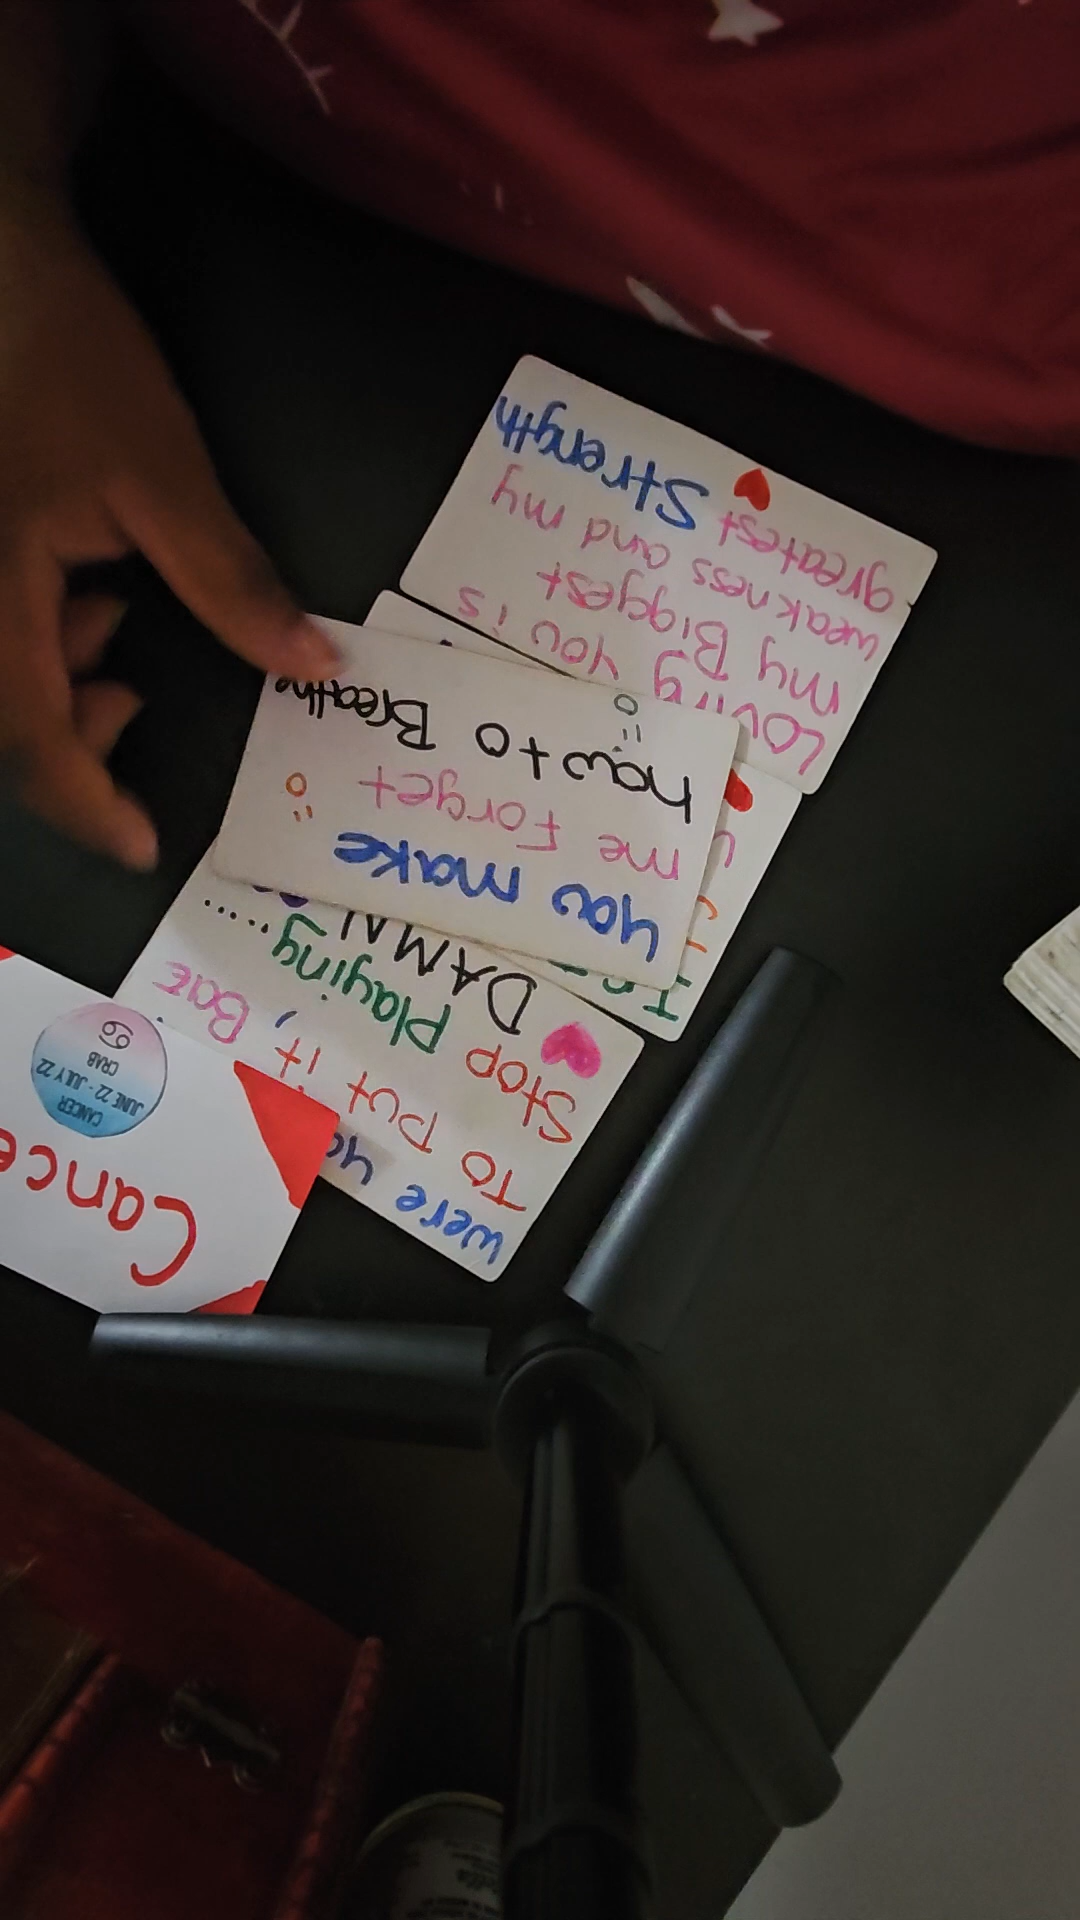 Loving you is
my Biggest
weakness and my
greatest Strength
you make
me Forget
how to Breathe
were
To Put it, Bae
Stop Playing.....
DAMN
CANCER
JUNE 22 - JULY 22
CRAB